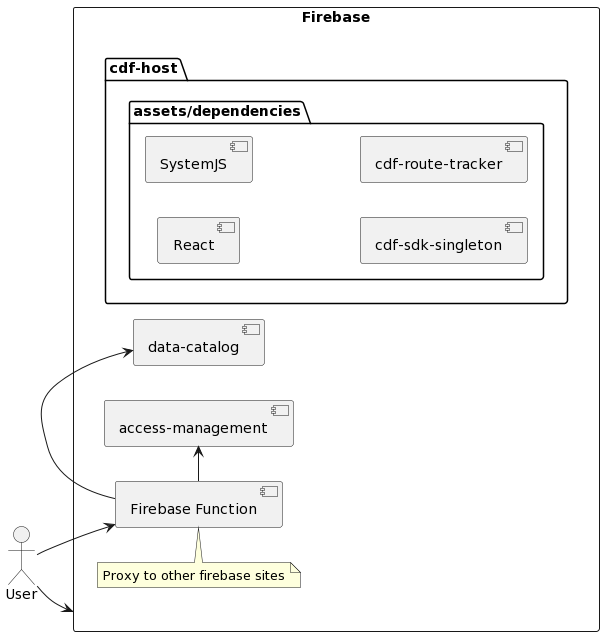 Firebase
cdf-host
assets/dependencies
SystemJS
cdf-route-tracker
React
cdf-sdk-singleton
data-catalog
access-management
Firebase Function
User
Proxy to other firebase sites